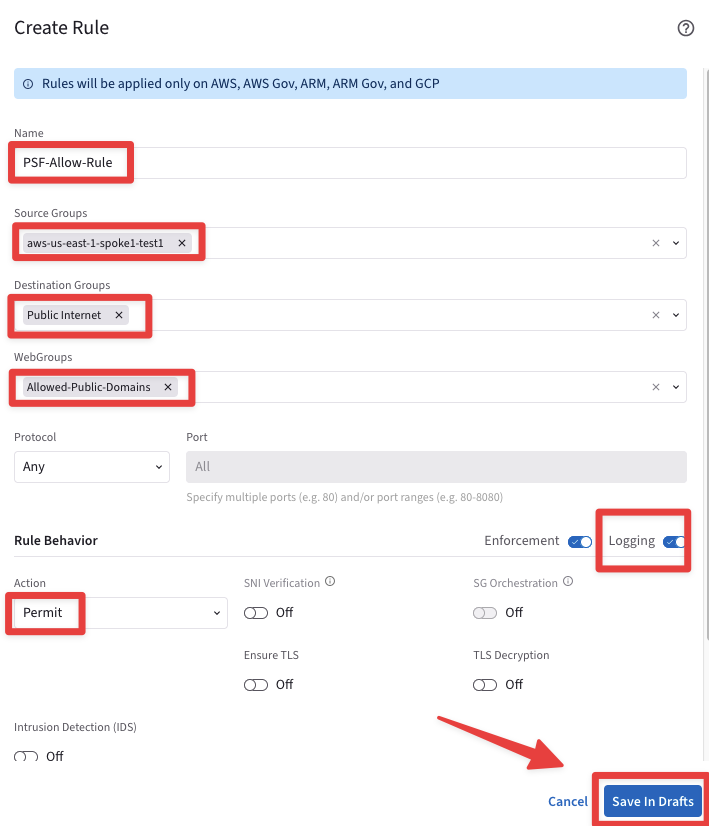 Create Rule
Rules will be applied only on AWS, AWS Gov, ARM, ARM Gov, and GCP
Name
PSF-Allow-Rule
Source Groups
aws-us-east-1-spoke1-test1
Destination Groups
Public Internet
WebGroups
Allowed-Public-Domains
Protocol Port
Any All
Specify multiple ports (e.g. 80) and/or port ranges (e.g. 80-8080)
Rule Behavior Enforcement Logging
Action SNI Verification SG Orchestration
Permit Off Off
Ensure TLS TLS Decryption
Off Off
Intrusion Detection (IDS)
Off
Cancel Save In Drafts